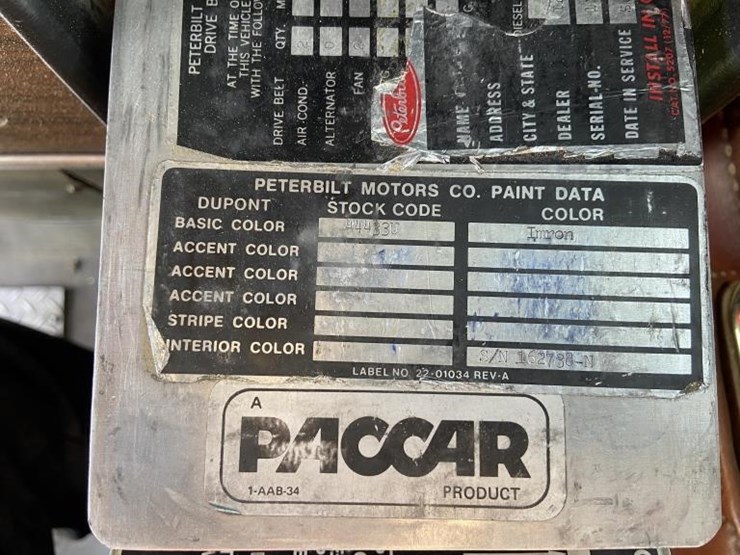 PETERBILT
DRIVE B
AT THE TIME O
THIS VEHICLE
WITH THE FOLLO
DRIVE BELT QTY. M
AIR COND.
ALTERNATOR
FAN
Peterbilt
NAME
ADDRESS
CITY & STATE
DEALER
SERIAL-NO.
DATE IN SERVICE
INSTALL IN
PETERBILT MOTORS CO. PAINT DATA
DUPONT STOCK CODE COLOR
BASIC COLOR 44433U Imron
ACCENT COLOR
ACCENT COLOR
ACCENT COLOR
STRIPE COLOR
INTERIOR COLOR S/N 162738-N
LABEL NO. 22-01034 REV-A
A
PACCAR
1-AAB-34 PRODUCT